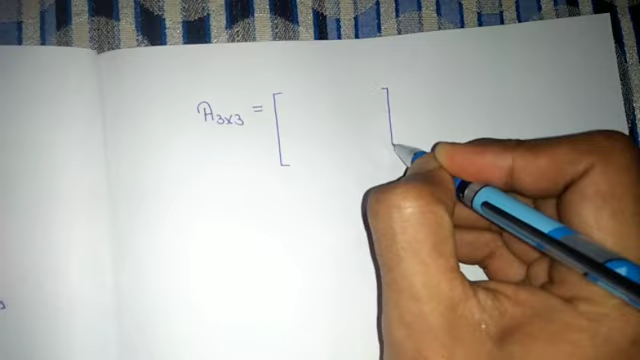 A3x3 = [ ]